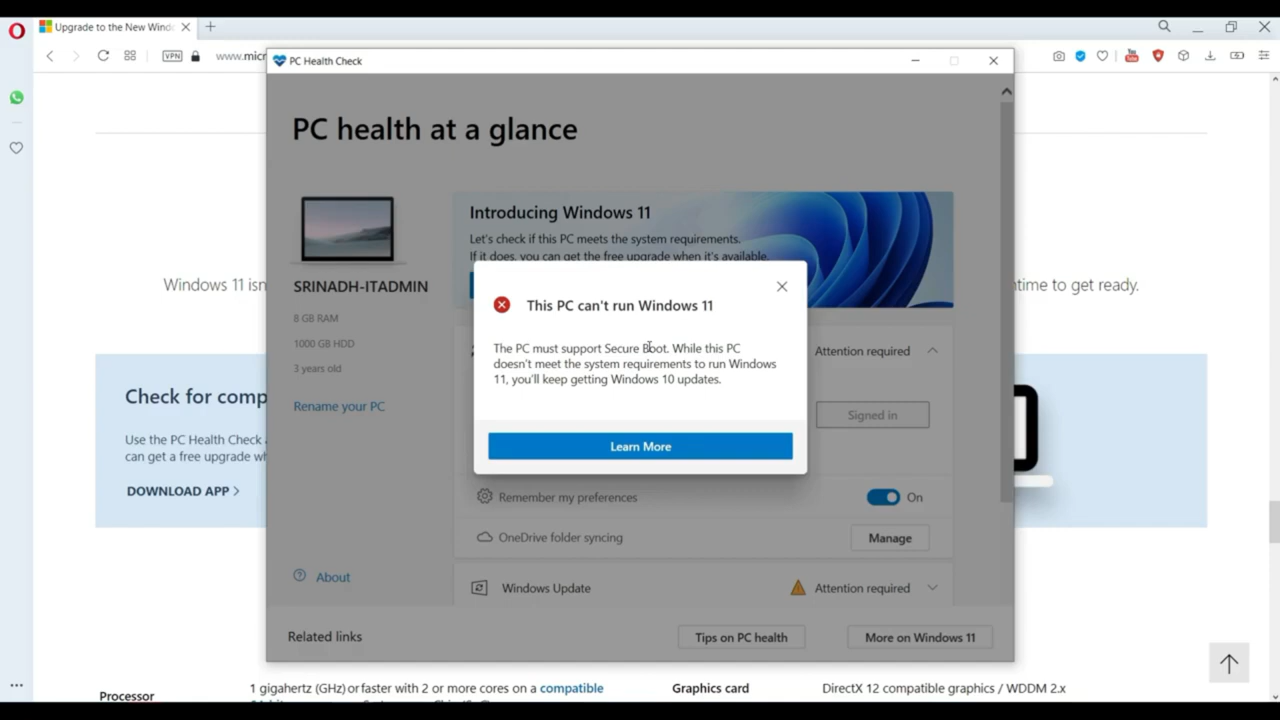 Upgrade to the New Windo
VPN
www.micr
PC Health Check
PC health at a glance
SRINADH-ITADMIN
8 GB RAM
1000 GB HDD
3 years old
Rename your PC
About
Introducing Windows 11
Let's check if this PC meets the system requirements.
If it does, you can get the free upgrade when it's available.
This PC can't run Windows 11
The PC must support Secure Boot. While this PC
doesn't meet the system requirements to run Windows
11, you'll keep getting Windows 10 updates.
Learn More
Attention required
Signed in
Remember my preferences
On
OneDrive folder syncing
Manage
Windows Update
Attention required
Related links
Tips on PC health
More on Windows 11
Windows 11 isn
time to get ready.
Check for comp
Use the PC Health Check
can get a free upgrade wh
DOWNLOAD APP >
Processor
1 gigahertz (GHz) or faster with 2 or more cores on a compatible
Graphics card
DirectX 12 compatible graphics / WDDM 2.x